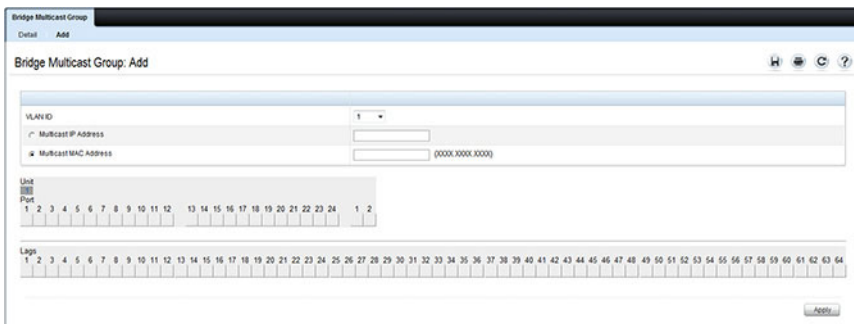 Bridge Multicast Group
Detail Add
Bridge Multicast Group: Add
?
VLAN ID 1
Multicast IP Address
Multicast MAC Address (XXXX.XXXX.XXXX)
Unit
1
Port
1 2 3 4 5 6 7 8 9 10 11 12 13 14 15 16 17 18 19 20 21 22 23 24 1 2
Lags
1 2 3 4 5 6 7 8 9 10 11 12 13 14 15 16 17 18 19 20 21 22 23 24 25 26 27 28 29 30 31 32 33 34 35 36 37 38 39 40 41 42 43 44 45 46 47 48 49 50 51 52 53 54 55 56 57 58 59 60 61 62 63 64
Apply